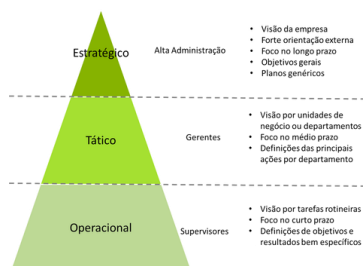 Estratégico
Alta Administração
• Visão da empresa
• Forte orientação externa
• Foco no longo prazo
• Objetivos gerais
• Planos genéricos
Tático
Gerentes
• Visão por unidades de
negócio ou departamentos
• Foco no médio prazo
• Definições das principais
ações por departamento
Operacional
Supervisores
• Visão por tarefas rotineiras
• Foco no curto prazo
• Definições de objetivos e
resultados bem específicos